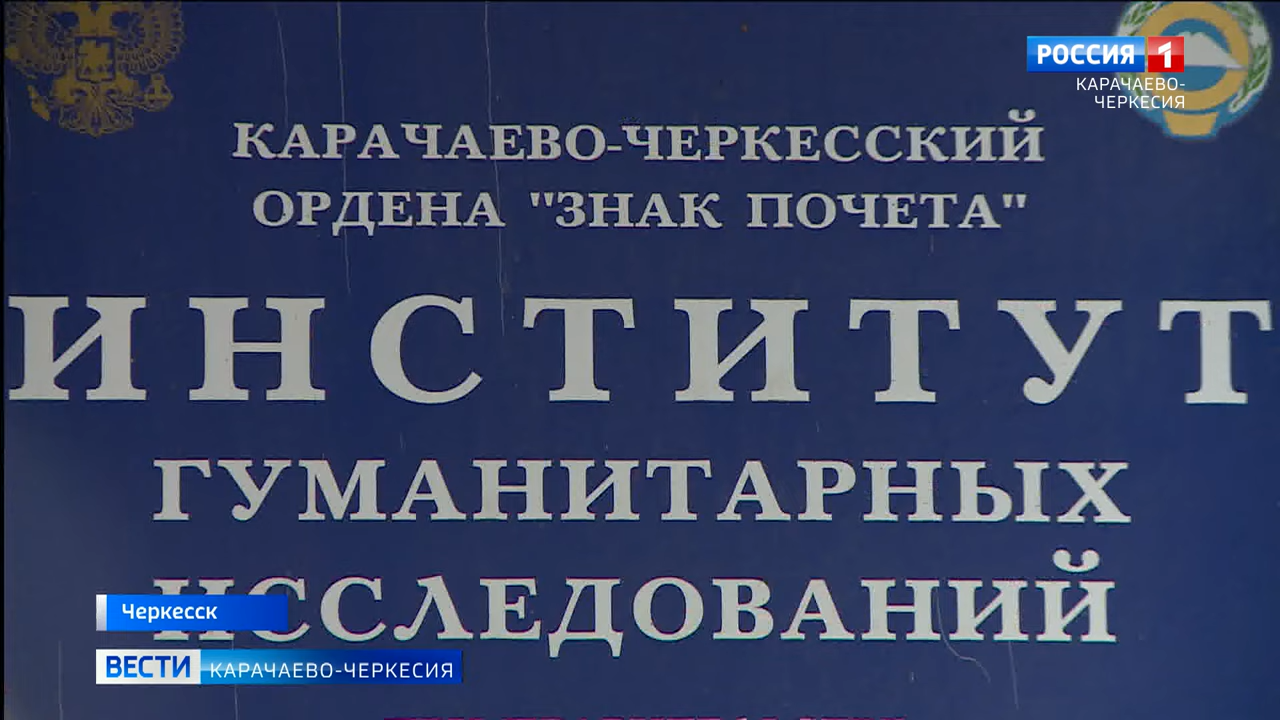 РОССИЯ 1
КАРАЧАЕВО-
ЧЕРКЕСИЯ
КАРАЧАЕВО-ЧЕРКЕССКИЙ
ОРДЕНА "ЗНАК ПОЧЕТА"
ИНСТИТУТ
ГУМАНИТАРНЫХ
ИССЛЕДОВАНИЙ
Черкесск
ВЕСТИ КАРАЧАЕВО-ЧЕРКЕСИЯ